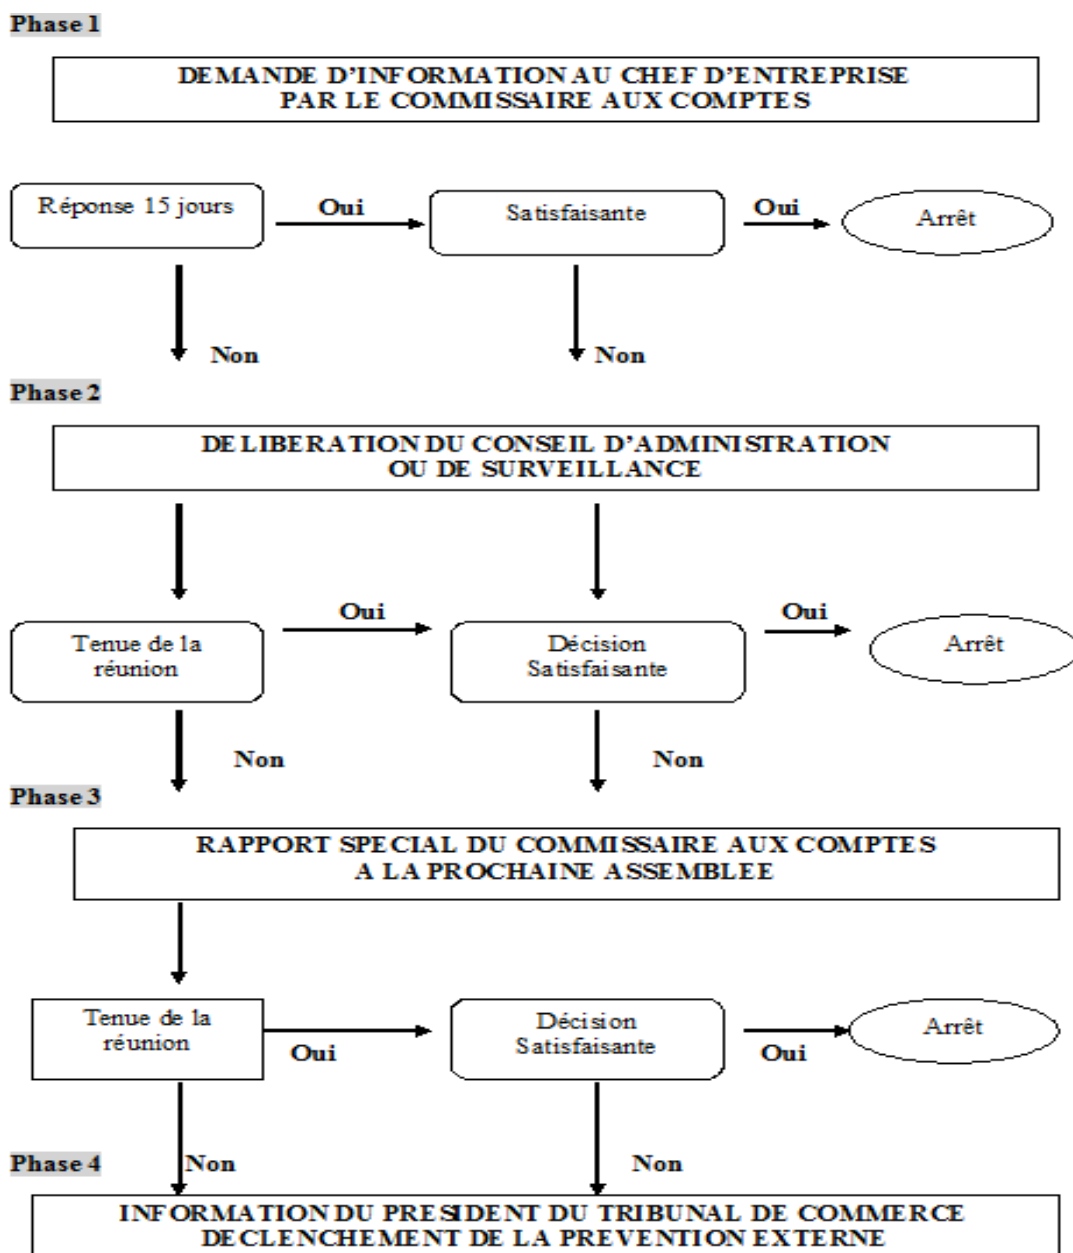 Phase 1
DEMANDE D'INFORMATION AU CHEF D'ENTREPRISE
PAR LE COMMISSAIRE AUX COMPTES
Réponse 15 jours
Oui
Satisfaisante
Oui
Arrêt
Non
Non
Phase 2
DELIBERATION DU CONSEIL D'ADMINISTRATION
OU DE SURVEILLANCE
Oui
Oui
Tenue de la
réunion
Décision
Satisfaisante
Arrêt
Non
Non
Phase 3
RAPPORT SPECIAL DU COMMISSAIRE AUX COMPTES
A LA PROCHAINE ASSEMBLEE
Tenue de la
réunion
Oui
Décision
Satisfaisante
Oui
Arrêt
Phase 4
Non
Non
INFORMATION DU PRESIDENT DU TRIBUNAL DE COMMERCE
DECLENCHEMENT DE LA PREVENTION EXTERNE